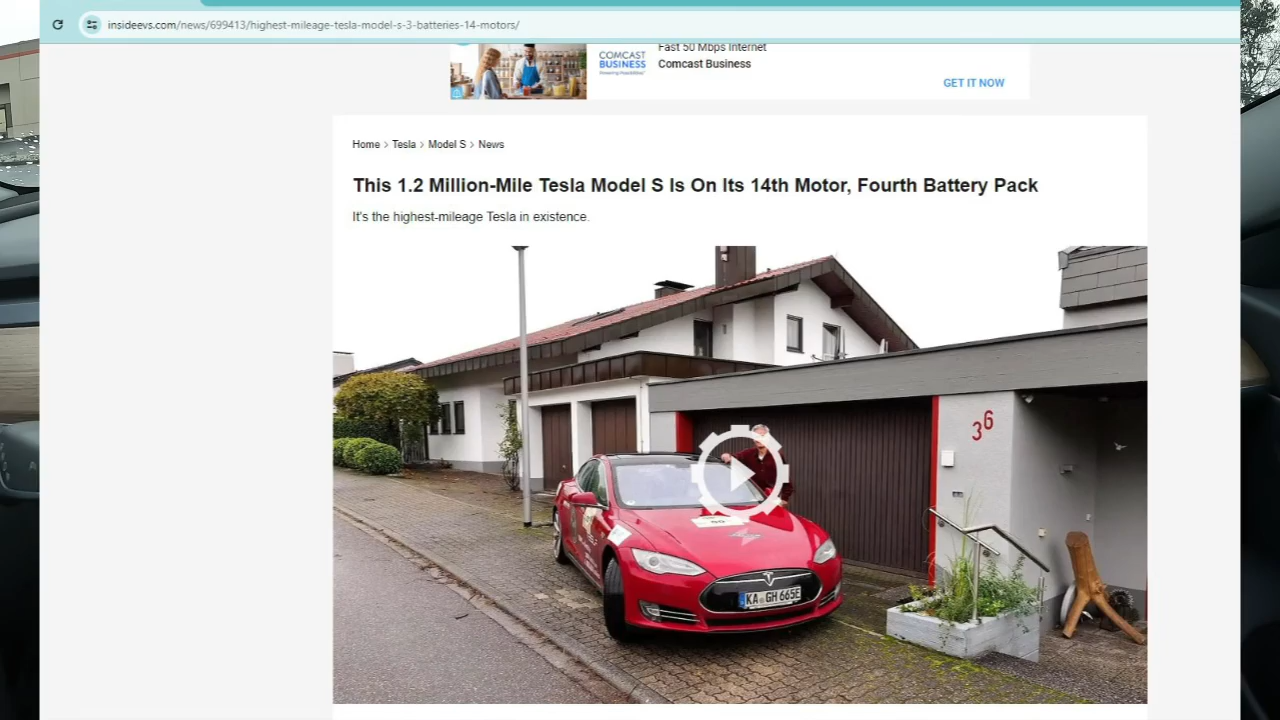 insideevs.com/news/699413/highest-mileage-tesla-model-s-3-batteries-14-motors/
COMCAST
BUSINESS
Fast 50 Mbps Internet
Comcast Business
GET IT NOW
Home > Tesla > Model S > News
This 1.2 Million-Mile Tesla Model S Is On Its 14th Motor, Fourth Battery Pack
It's the highest-mileage Tesla in existence.
36
KA GH 665E